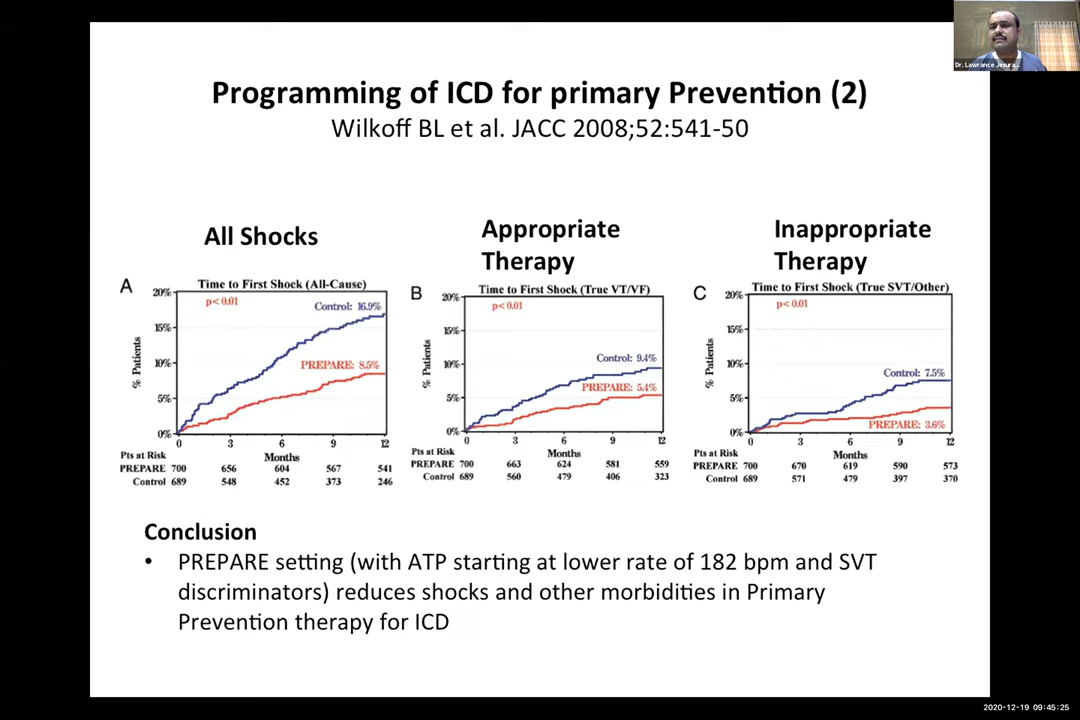 Dr. Lawrance Jesura...
Programming of ICD for primary Prevention (2)
Wilkoff BL et al. JACC 2008;52:541-50
All Shocks
Appropriate
Therapy
Inappropriate
Therapy
A
Time to First Shock (All-Cause)
p< 0.01
Control: 16.9%
PREPARE: 8.5%
% Patients
20%
15%
10%
5%
0%
0 3 6 9 12
Months
Pts at Risk
PREPARE 700 656 604 567 541
Control 689 548 452 373 246
B
Time to First Shock (True VT/VF)
p< 0.01
Control: 9.4%
PREPARE: 5.4%
% Patients
20%
15%
10%
5%
0%
0 3 6 9 12
Months
Pts at Risk
PREPARE 700 663 624 581 559
Control 689 560 479 406 323
C
Time to First Shock (True SVT/Other)
p< 0.01
Control: 7.5%
PREPARE: 3.6%
% Patients
20%
15%
10%
5%
0%
0 3 6 9 12
Months
Pts at Risk
PREPARE 700 670 619 590 573
Control 689 571 479 397 370
Conclusion
• PREPARE setting (with ATP starting at lower rate of 182 bpm and SVT
discriminators) reduces shocks and other morbidities in Primary
Prevention therapy for ICD
2020-12-19 09:45:25